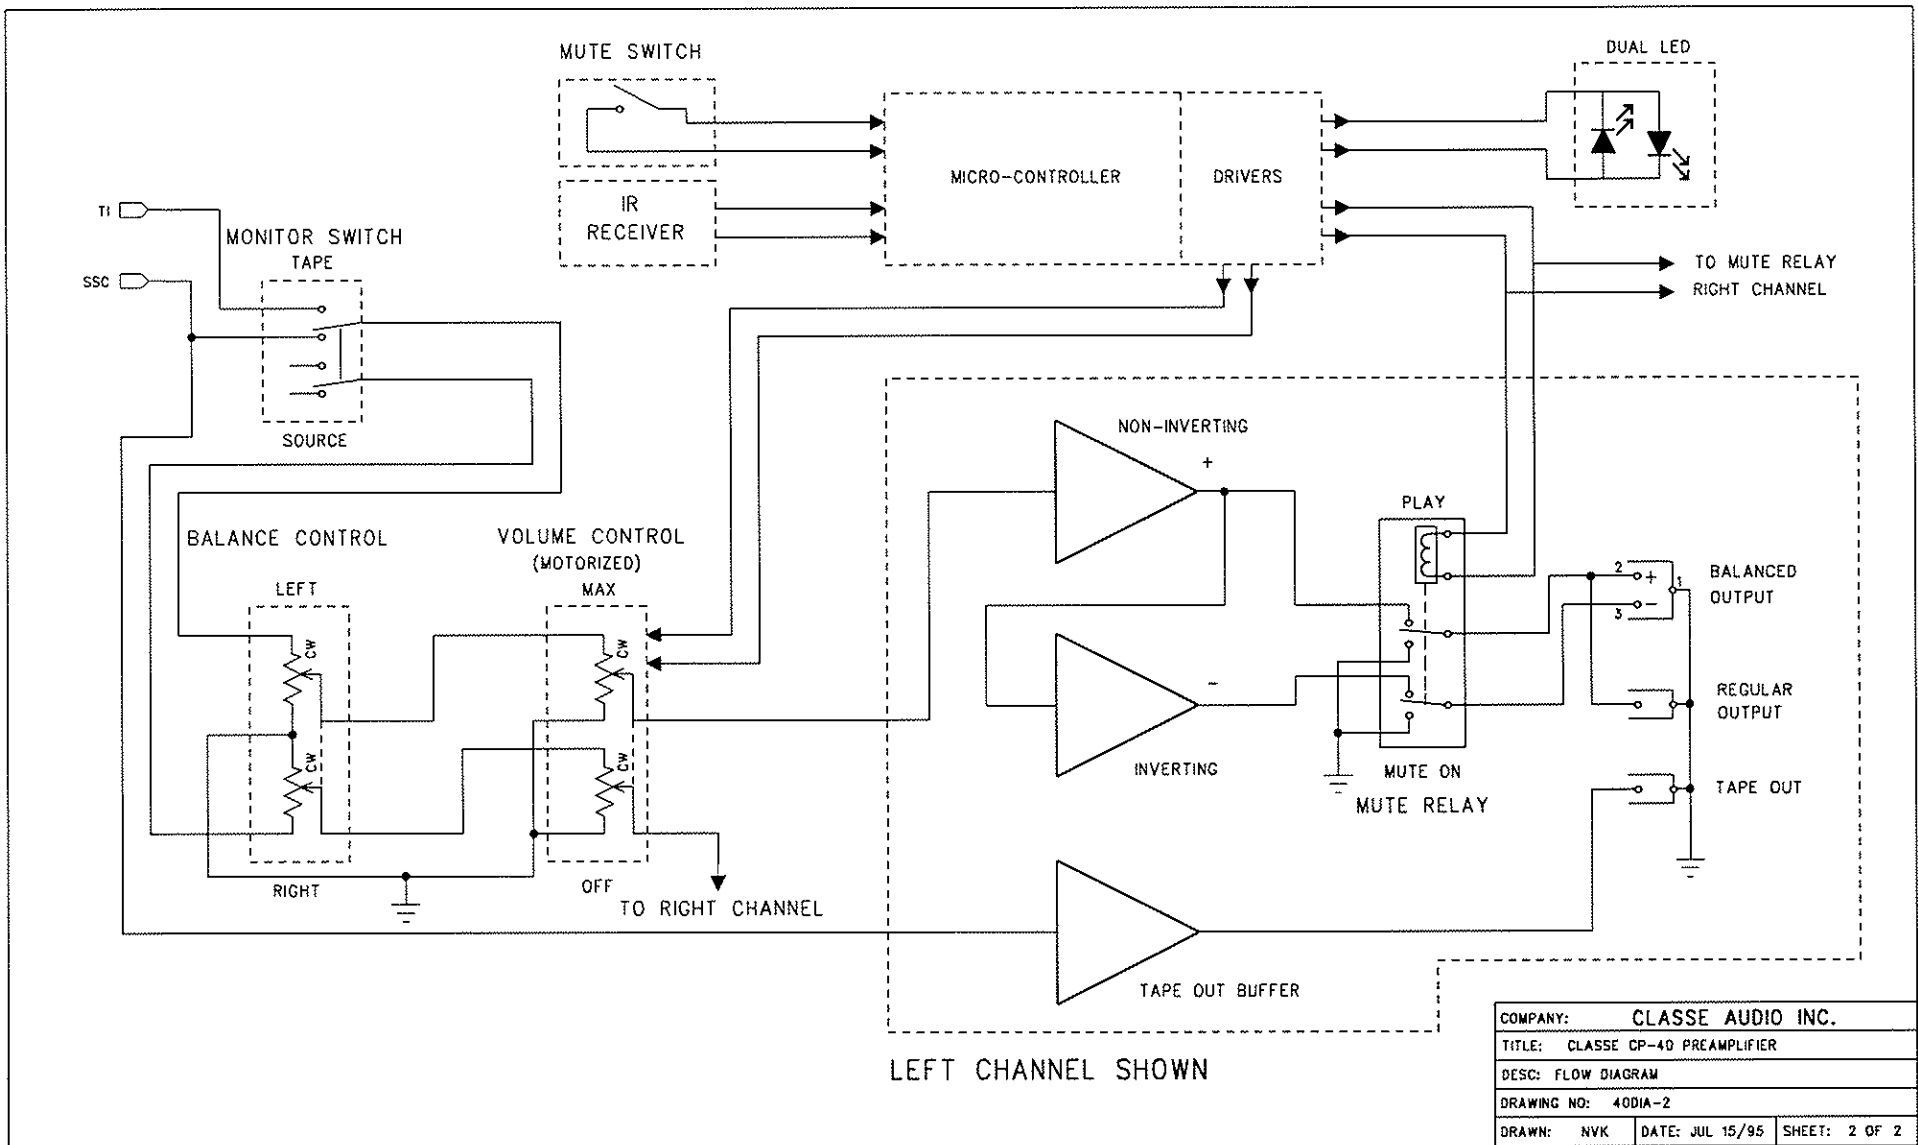 MUTE SWITCH
DUAL LED
MICRO-CONTROLLER
DRIVERS
IR
RECEIVER
TI
SSC
MONITOR SWITCH
TAPE
SOURCE
TO MUTE RELAY
RIGHT CHANNEL
NON-INVERTING
+
PLAY
BALANCE CONTROL
LEFT
CW
CW
RIGHT
VOLUME CONTROL
(MOTORIZED)
MAX
CW
CW
OFF
TO RIGHT CHANNEL
-
INVERTING
MUTE ON
MUTE RELAY
2
+
1
-
3
BALANCED
OUTPUT
REGULAR
OUTPUT
TAPE OUT
TAPE OUT BUFFER
LEFT CHANNEL SHOWN
COMPANY: CLASSE AUDIO INC.
TITLE: CLASSE CP-40 PREAMPLIFIER
DESC: FLOW DIAGRAM
DRAWING NO: 40DIA-2
DRAWN: NVK DATE: JUL 15/95 SHEET: 2 OF 2